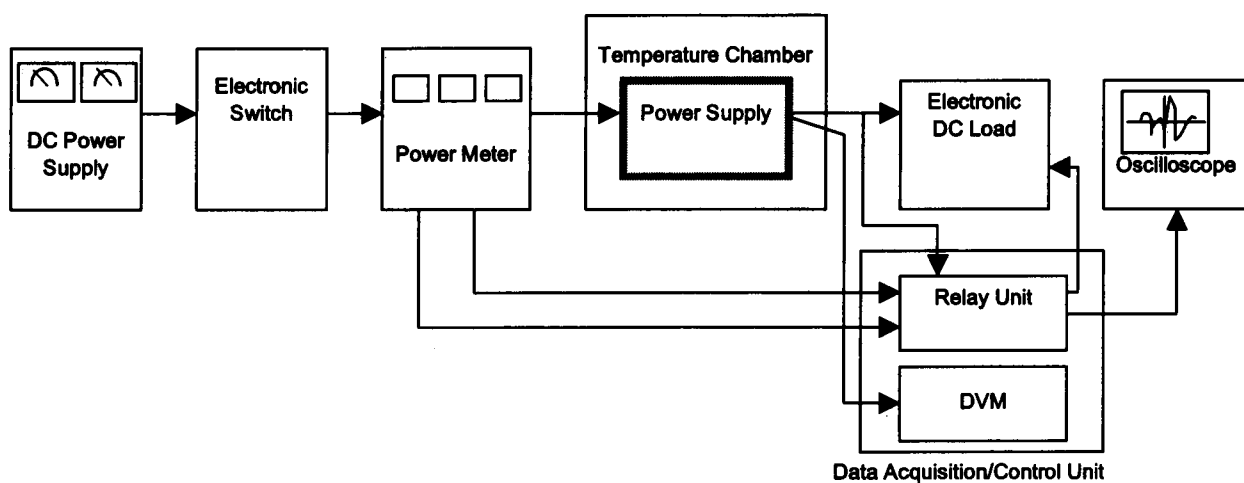 DC Power
Supply
Electronic
Switch
Power Meter
Temperature Chamber
Power Supply
Electronic
DC Load
Oscilloscope
Relay Unit
DVM
Data Acquisition/Control Unit